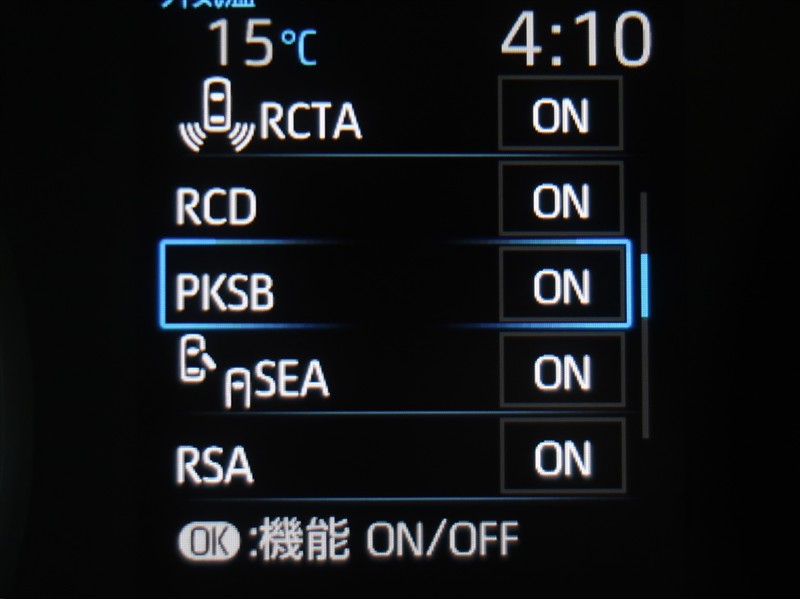 15℃ 4:10
RCTA ON
RCD ON
PKSB ON
SEA ON
RSA ON
OK:機能 ON/OFF